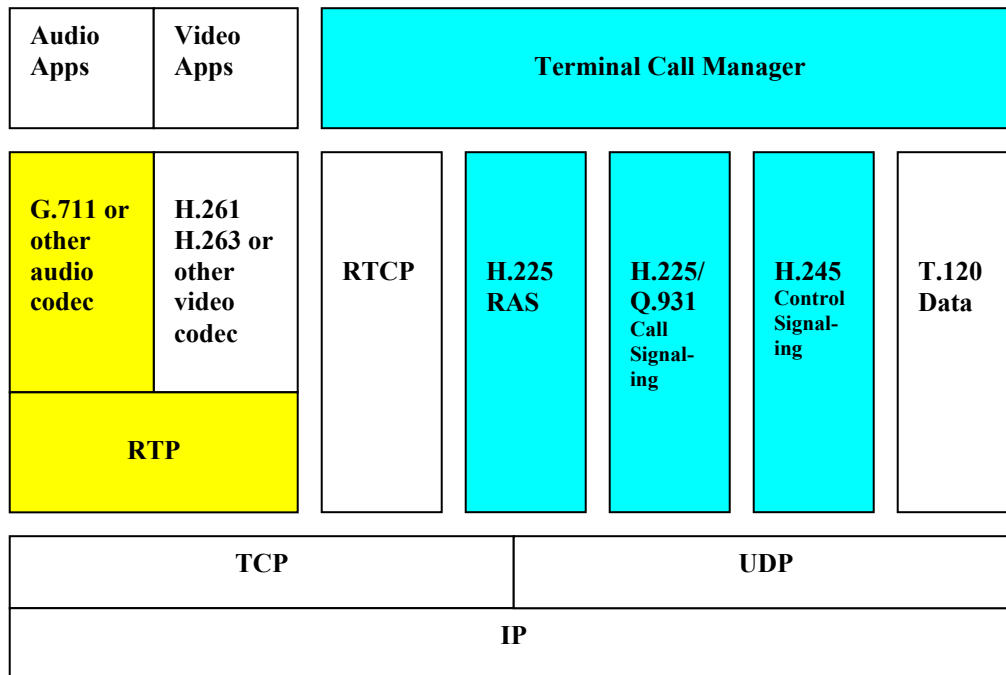 Audio
Apps
Video
Apps
Terminal Call Manager
G.711 or
other
audio
codec
H.261
H.263 or
other
video
codec
RTP
RTCP
H.225
RAS
H.225/
Q.931
Call
Signal-
ing
H.245
Control
Signal-
ing
T.120
Data
TCP
UDP
IP